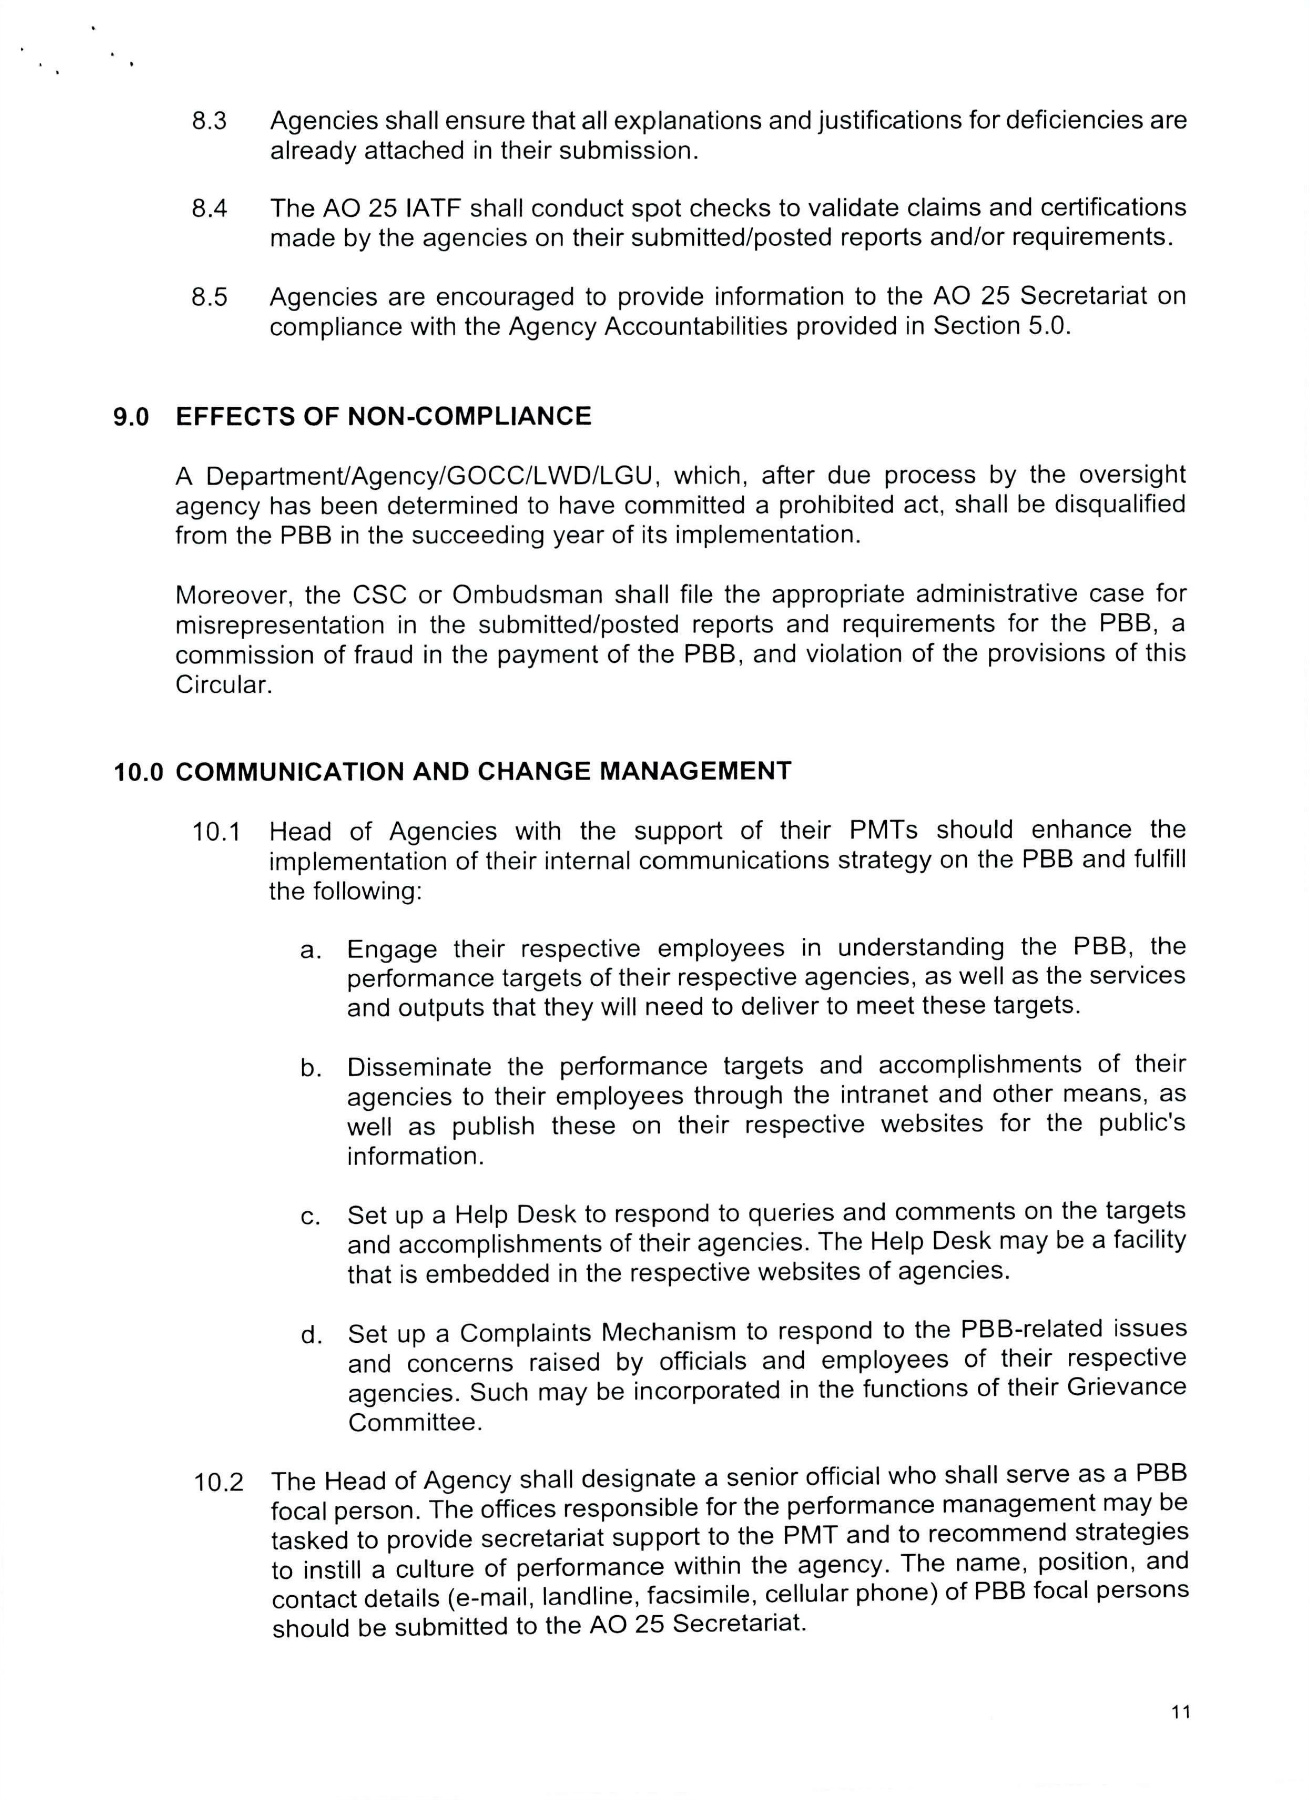 8.3 Agencies shall ensure that all explanations and justifications for deficiencies are
already attached in their submission.
8.4 The AO 25 IATF shall conduct spot checks to validate claims and certifications
made by the agencies on their submitted/posted reports and/or requirements.
8.5 Agencies are encouraged to provide information to the AO 25 Secretariat on
compliance with the Agency Accountabilities provided in Section 5.0.
9.0 EFFECTS OF NON-COMPLIANCE
A Department/Agency/GOCC/LWD/LGU, which, after due process by the oversight
agency has been determined to have committed a prohibited act, shall be disqualified
from the PBB in the succeeding year of its implementation.
Moreover, the CSC or Ombudsman shall file the appropriate administrative case for
misrepresentation in the submitted/posted reports and requirements for the PBB, a
commission of fraud in the payment of the PBB, and violation of the provisions of this
Circular.
10.0 COMMUNICATION AND CHANGE MANAGEMENT
10.1 Head of Agencies with the support of their PMTs should enhance the
implementation of their internal communications strategy on the PBB and fulfill
the following:
a. Engage their respective employees in understanding the PBB, the
performance targets of their respective agencies, as well as the services
and outputs that they will need to deliver to meet these targets.
b. Disseminate the performance targets and accomplishments of their
agencies to their employees through the intranet and other means, as
well as publish these on their respective websites for the public's
information.
c. Set up a Help Desk to respond to queries and comments on the targets
and accomplishments of their agencies. The Help Desk may be a facility
that is embedded in the respective websites of agencies.
d. Set up a Complaints Mechanism to respond to the PBB-related issues
and concerns raised by officials and employees of their respective
agencies. Such may be incorporated in the functions of their Grievance
Committee.
10.2 The Head of Agency shall designate a senior official who shall serve as a PBB
focal person. The offices responsible for the performance management may be
tasked to provide secretariat support to the PMT and to recommend strategies
to instill a culture of performance within the agency. The name, position, and
contact details (e-mail, landline, facsimile, cellular phone) of PBB focal persons
should be submitted to the AO 25 Secretariat.
11